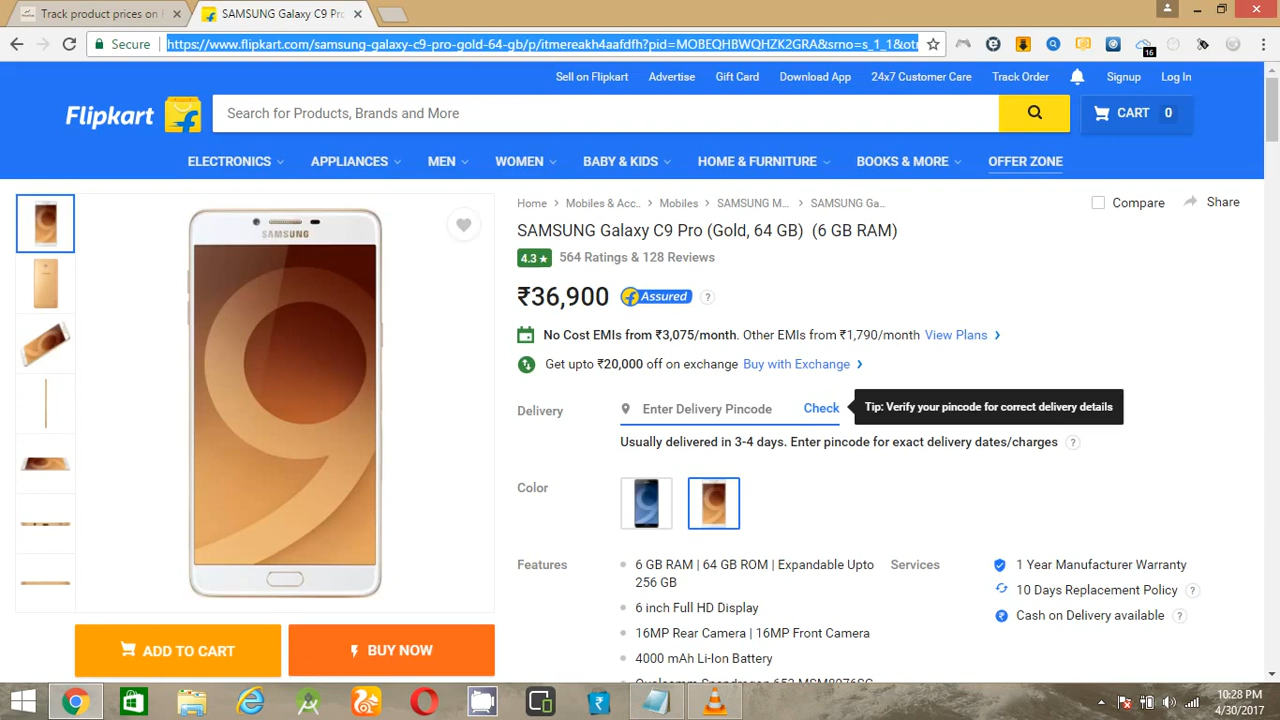 Track product prices on
SAMSUNG Galaxy C9 Pr
Secure
https://www.flipkart.com/samsung-galaxy-c9-pro-gold-64-gb/p/itmereakh4aafdfh?pid=MOBEQHBWQHZK2GRA&srno=s_1_1&ot
16
Sell on Flipkart Advertise Gift Card Download App 24x7 Customer Care Track Order Signup Log In
Flipkart
Search for Products, Brands and More
CART 0
ELECTRONICS APPLIANCES MEN WOMEN BABY & KIDS HOME & FURNITURE BOOKS & MORE OFFER ZONE
Home > Mobiles & Acc.. > Mobiles > SAMSUNG M... > SAMSUNG Ga...
Compare Share
SAMSUNG
SAMSUNG Galaxy C9 Pro (Gold, 64 GB) (6 GB RAM)
4.3 ★ 564 Ratings & 128 Reviews
₹36,900 Assured ?
No Cost EMIs from ₹3,075/month. Other EMIs from ₹1,790/month View Plans >
Get upto ₹20,000 off on exchange Buy with Exchange >
Delivery Enter Delivery Pincode Check
Tip: Verify your pincode for correct delivery details
Usually delivered in 3-4 days. Enter pincode for exact delivery dates/charges ?
Color
Features
6 GB RAM | 64 GB ROM | Expandable Upto
256 GB
6 inch Full HD Display
16MP Rear Camera | 16MP Front Camera
4000 mAh Li-Ion Battery
Services
1 Year Manufacturer Warranty
10 Days Replacement Policy ?
Cash on Delivery available ?
ADD TO CART
BUY NOW
10:28 PM
4/30/2017